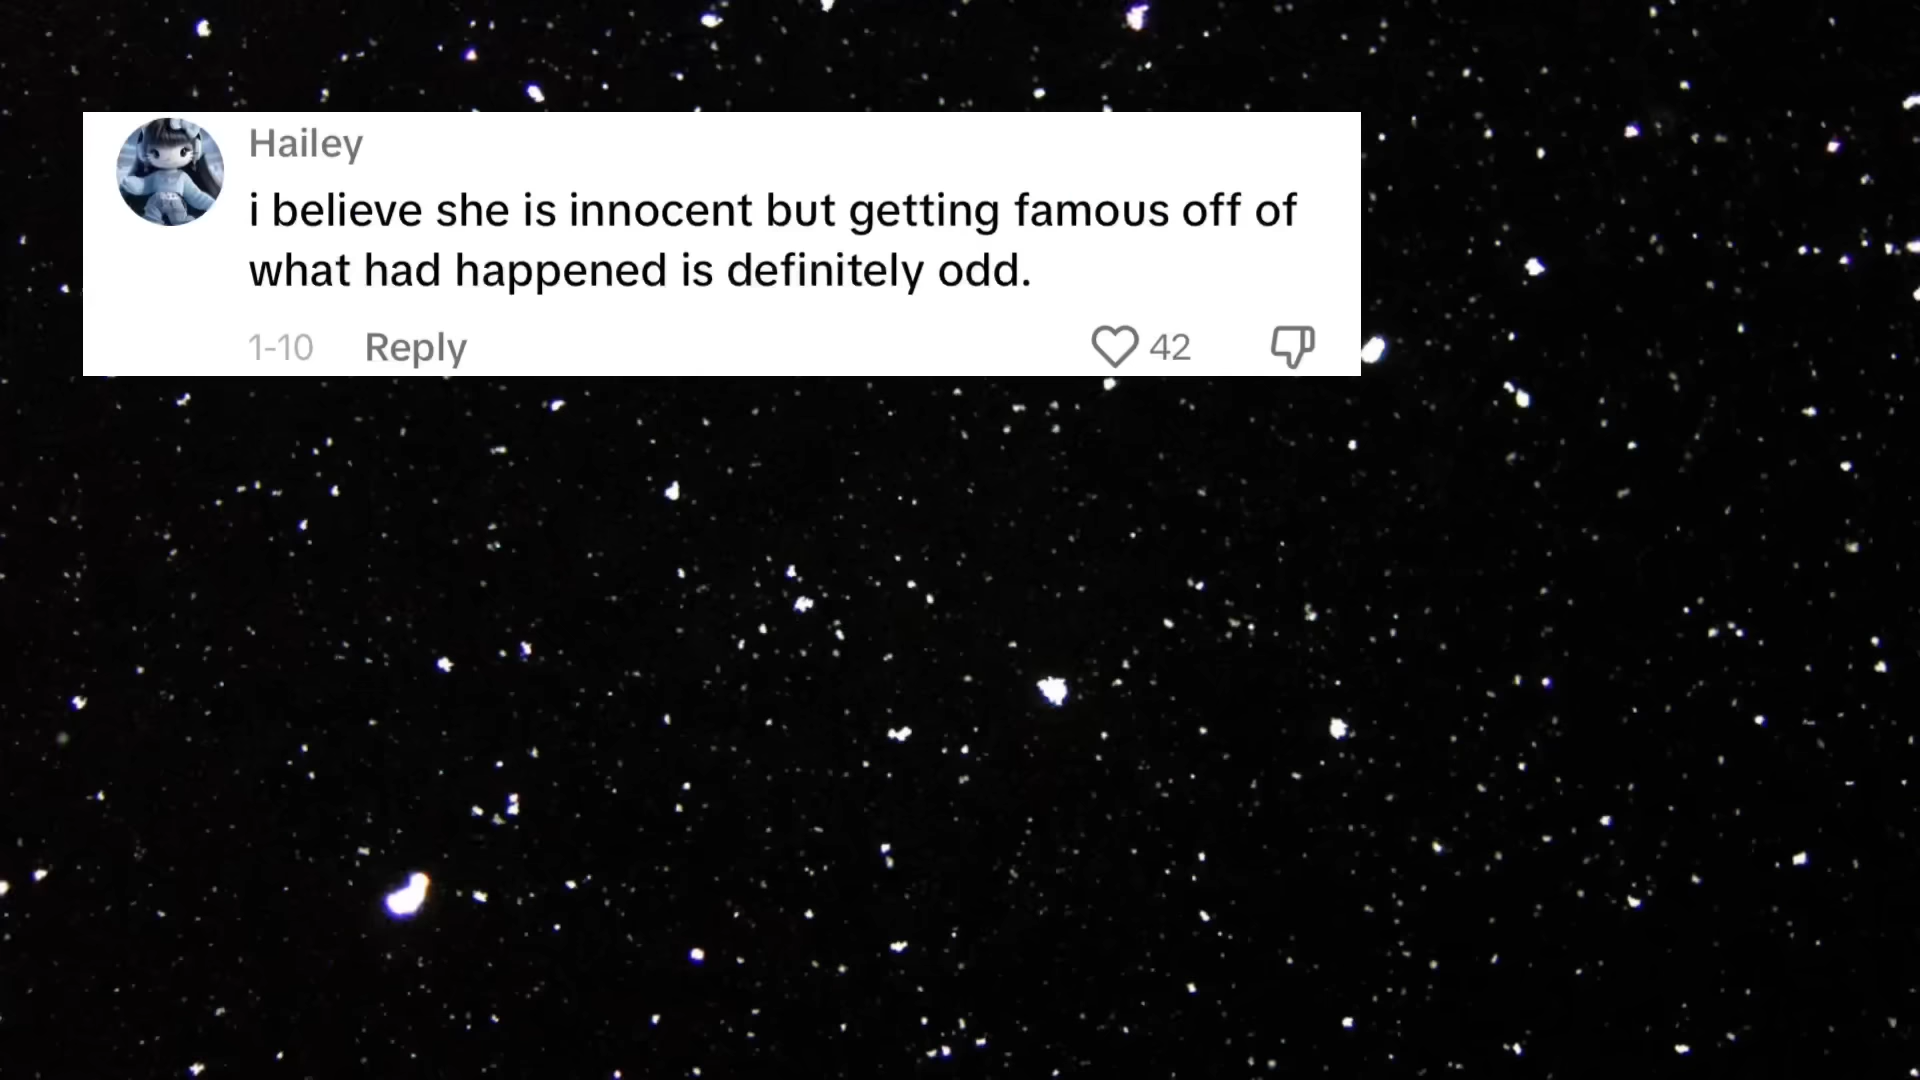 Hailey
i believe she is innocent but getting famous off of
what had happened is definitely odd.
1-10 Reply 42